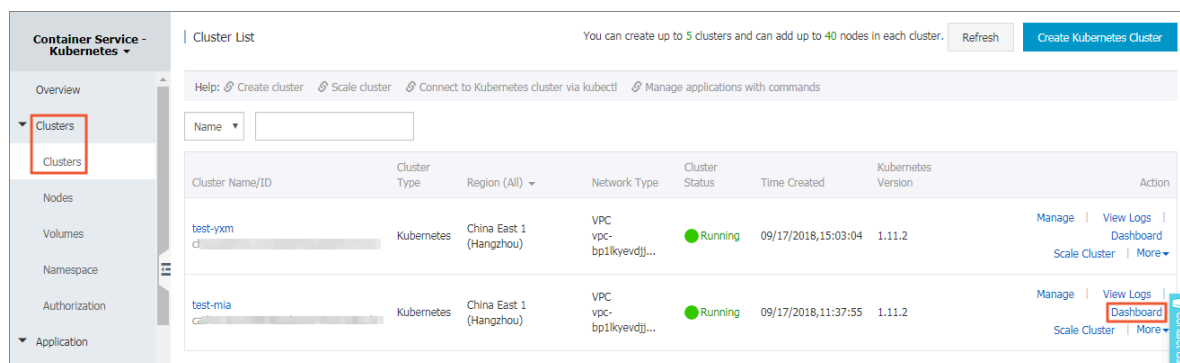 Container Service -
Kubernetes
Cluster List
You can create up to 5 clusters and can add up to 40 nodes in each cluster.
Refresh
Create Kubernetes Cluster
Overview
Clusters
Clusters
Nodes
Volumes
Namespace
Authorization
Application
Help: Create cluster Scale cluster Connect to Kubernetes cluster via kubectl Manage applications with commands
Name
Cluster Name/ID
Cluster
Type
Region (All)
Network Type
Cluster
Status
Time Created
Kubernetes
Version
Action
test-yxm
Kubernetes
China East 1
(Hangzhou)
VPC
vpc-
bp1lkyevdjj...
Running
09/17/2018,15:03:04
1.11.2
Manage | View Logs |
Dashboard
Scale Cluster | More
test-mia
Kubernetes
China East 1
(Hangzhou)
VPC
vpc-
bp1lkyevdjj...
Running
09/17/2018,11:37:55
1.11.2
Manage | View Logs |
Dashboard
Scale Cluster | More